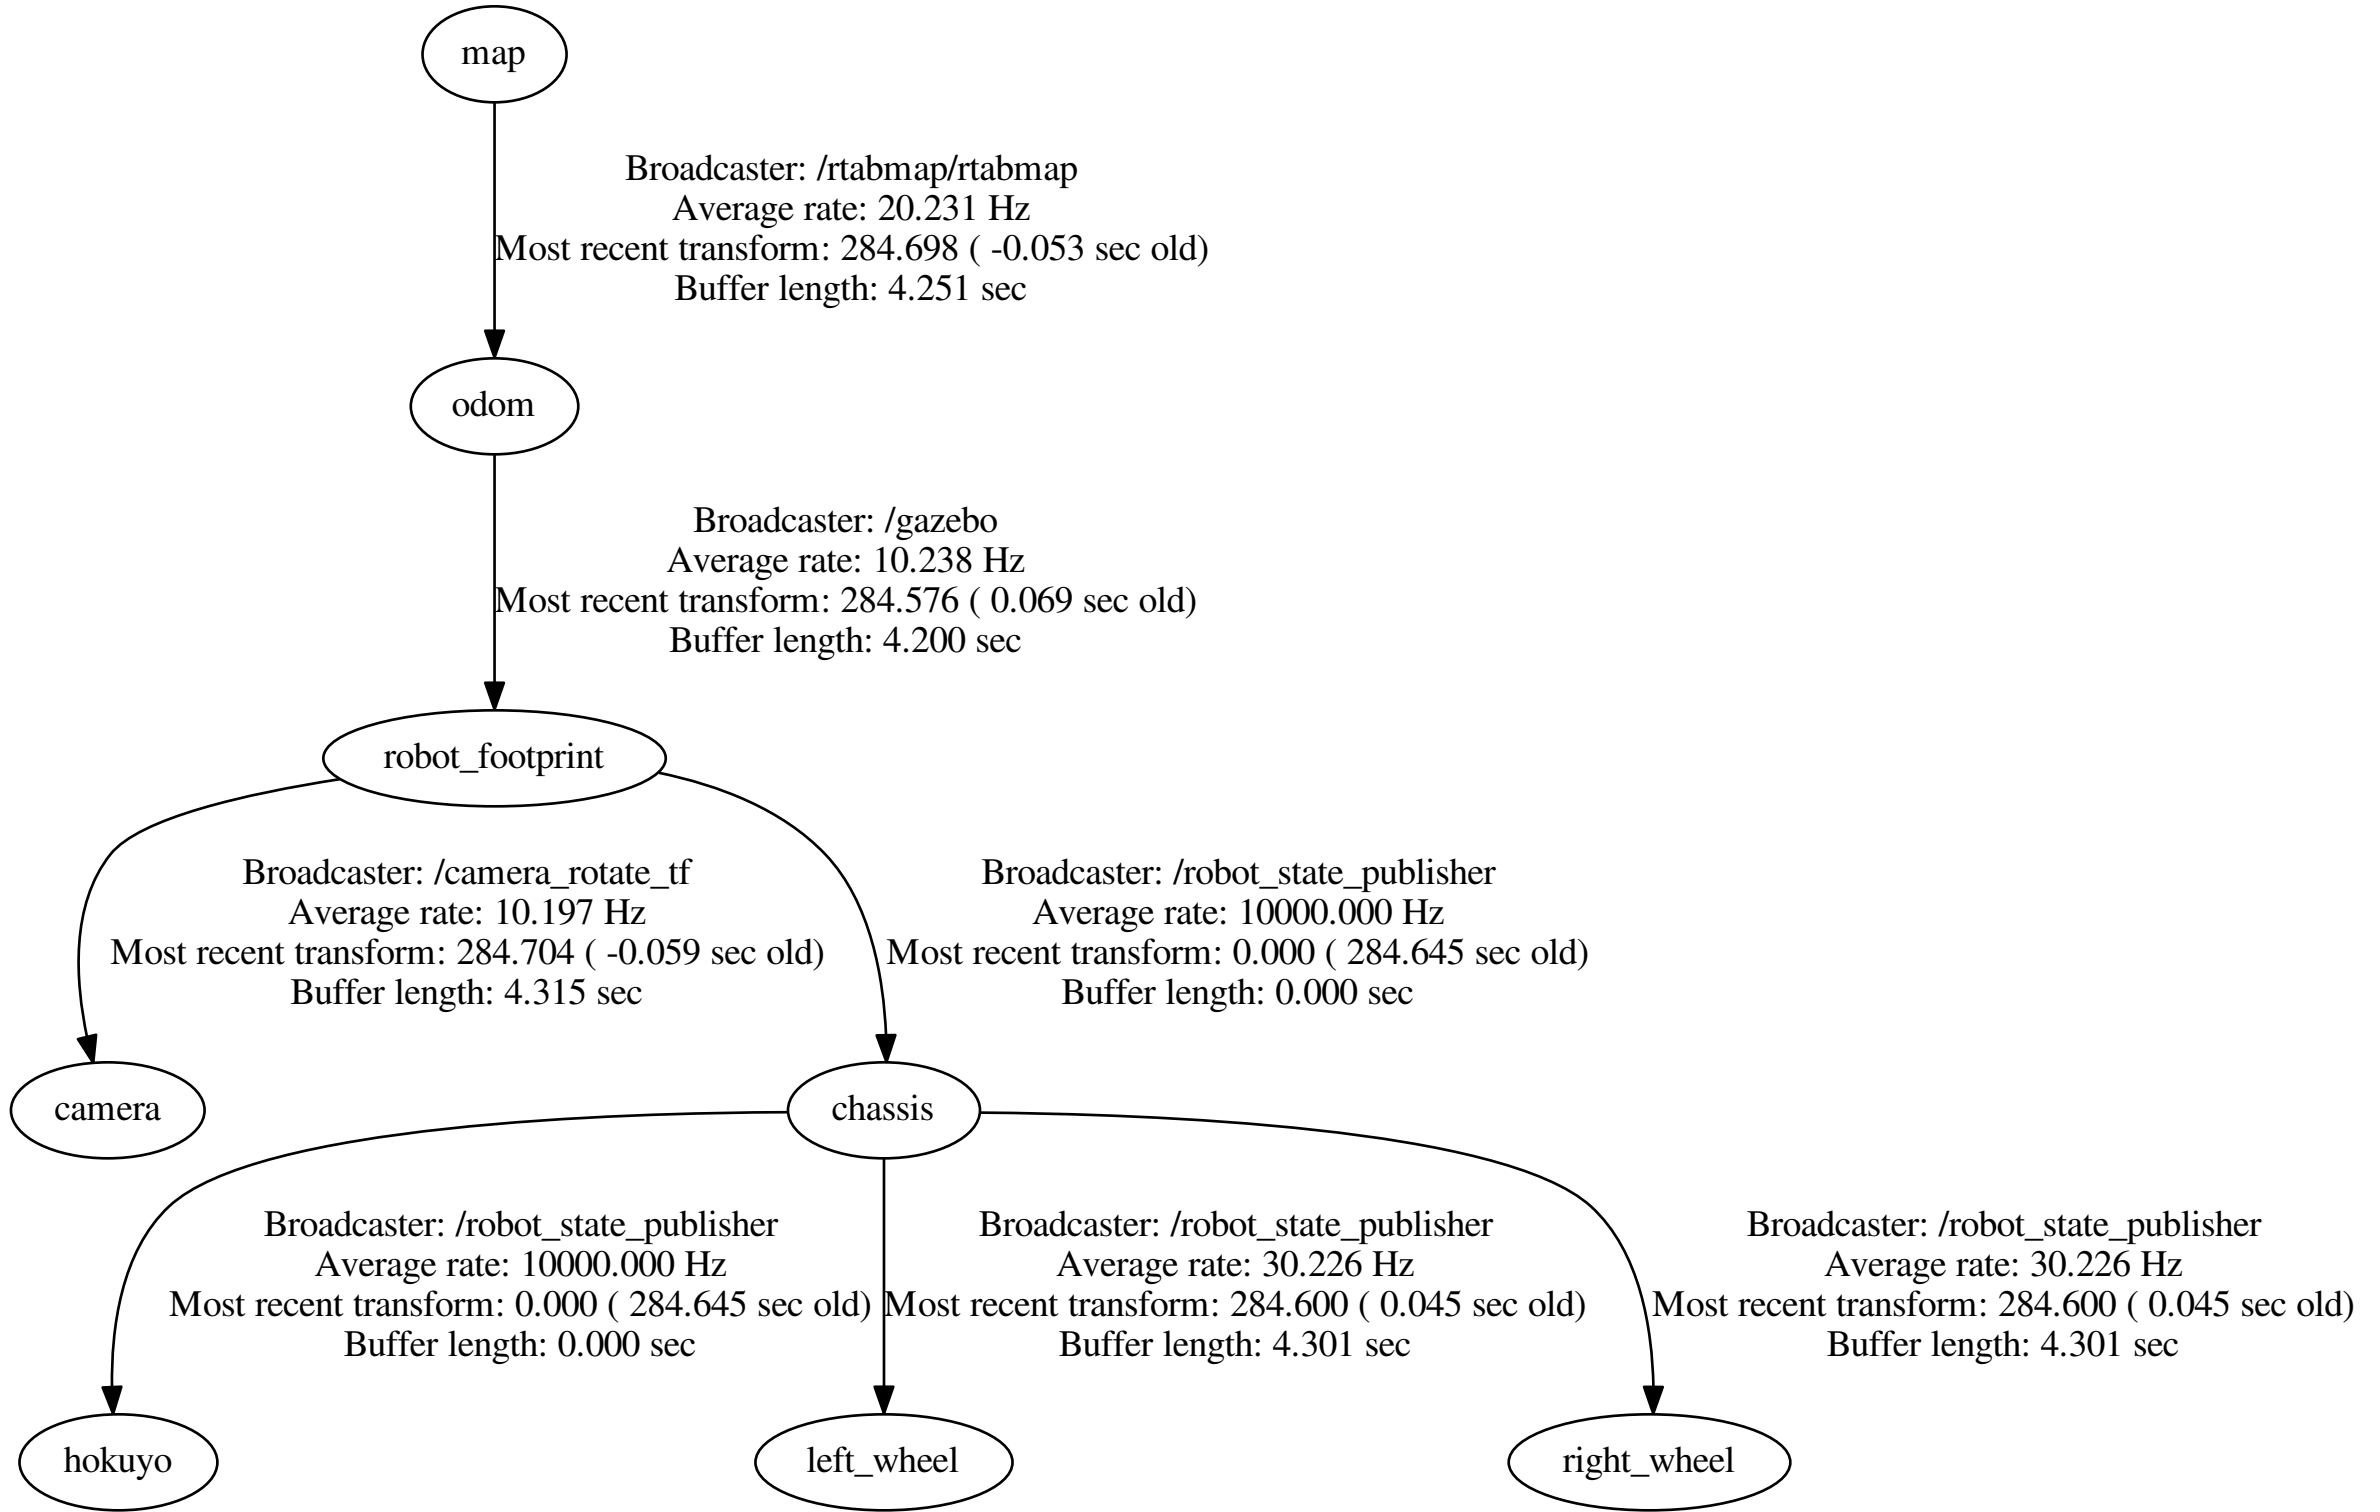 map
Broadcaster: /rtabmap/rtabmap
Average rate: 20.231 Hz
Most recent transform: 284.698 ( -0.053 sec old)
Buffer length: 4.251 sec
odom
Broadcaster: /gazebo
Average rate: 10.238 Hz
Most recent transform: 284.576 ( 0.069 sec old)
Buffer length: 4.200 sec
robot_footprint
Broadcaster: /camera_rotate_tf
Average rate: 10.197 Hz
Most recent transform: 284.704 ( -0.059 sec old)
Buffer length: 4.315 sec
Broadcaster: /robot_state_publisher
Average rate: 10000.000 Hz
Most recent transform: 0.000 ( 284.645 sec old)
Buffer length: 0.000 sec
camera
chassis
Broadcaster: /robot_state_publisher
Average rate: 10000.000 Hz
Most recent transform: 0.000 ( 284.645 sec old)
Buffer length: 0.000 sec
Broadcaster: /robot_state_publisher
Average rate: 30.226 Hz
Most recent transform: 284.600 ( 0.045 sec old)
Buffer length: 4.301 sec
Broadcaster: /robot_state_publisher
Average rate: 30.226 Hz
Most recent transform: 284.600 ( 0.045 sec old)
Buffer length: 4.301 sec
hokuyo
left_wheel
right_wheel